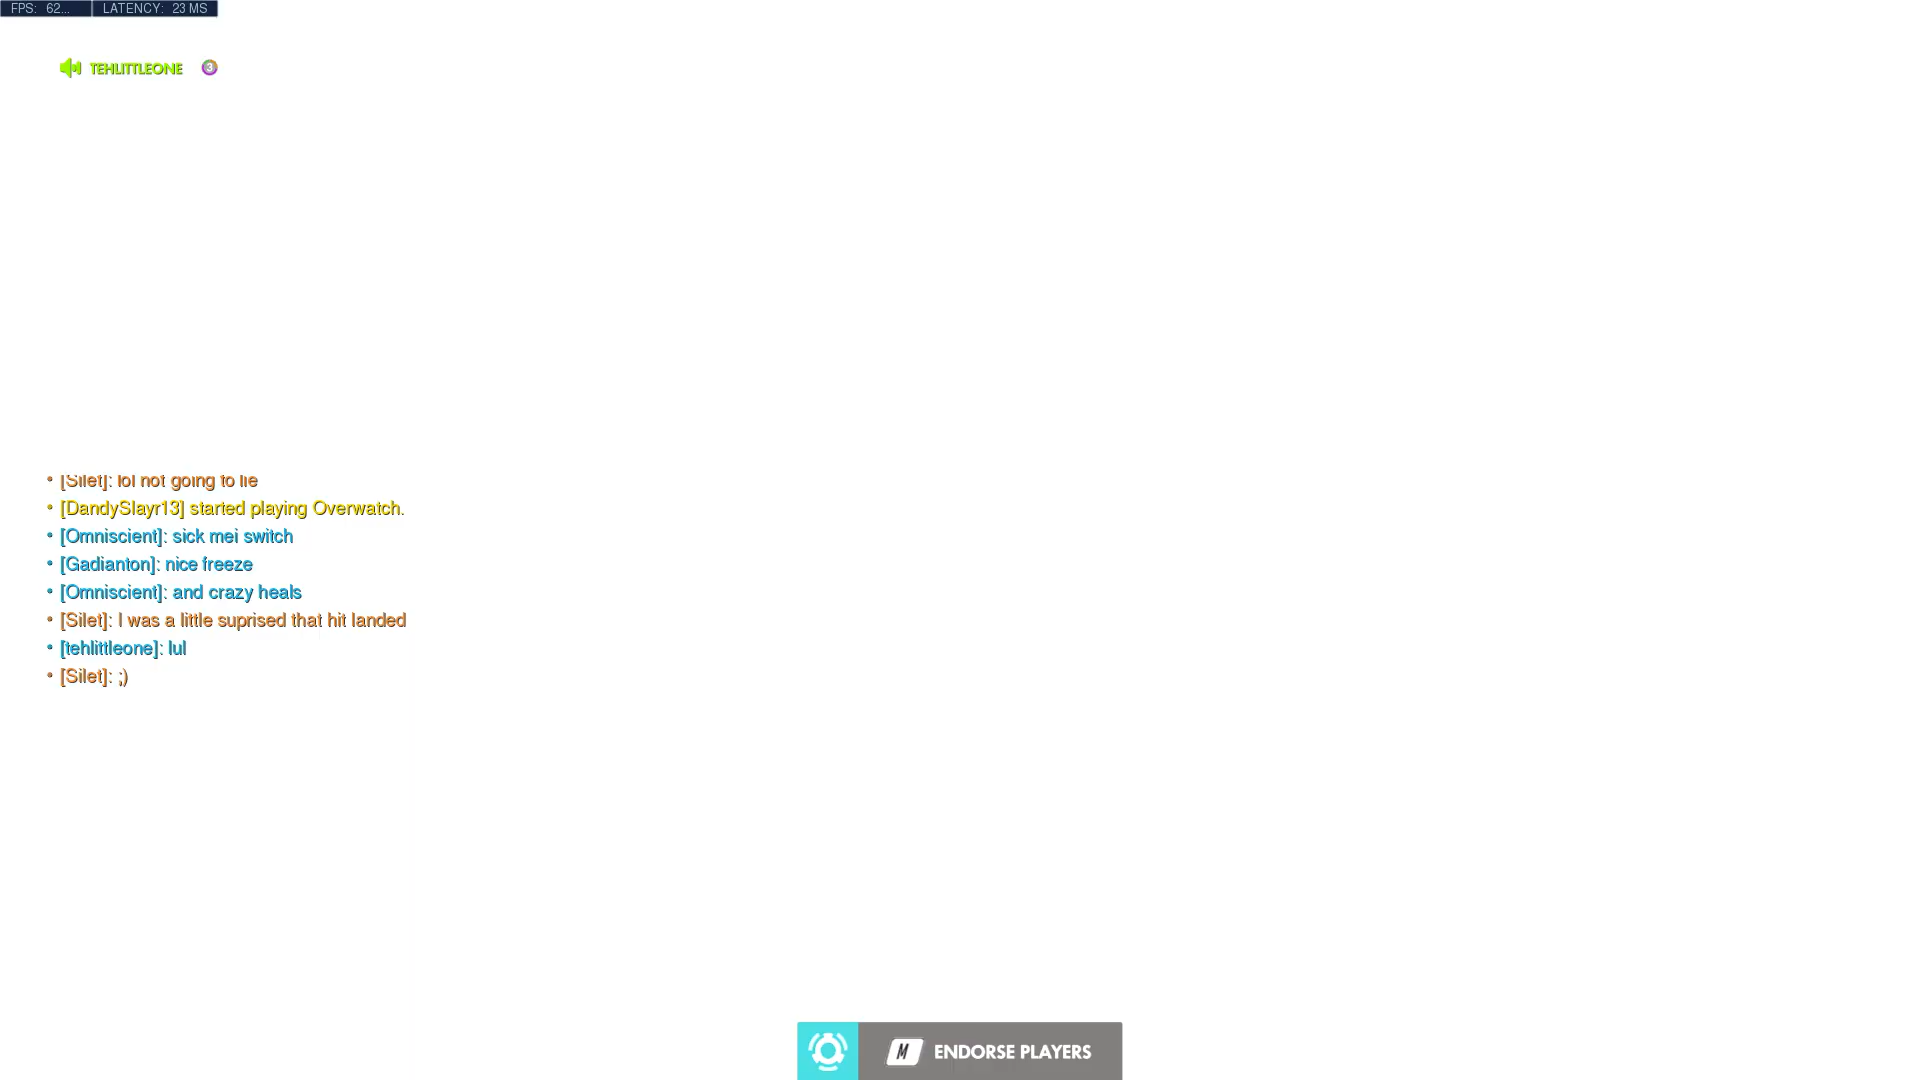 FPS: 62... LATENCY: 23 MS
TEHLITTLEONE 3
• [Silet]: lol not going to lie
• [DandySlayr13] started playing Overwatch.
• [Omniscient]: sick mei switch
• [Gadianton]: nice freeze
• [Omniscient]: and crazy heals
• [Silet]: I was a little suprised that hit landed
• [tehlittleone]: lul
• [Silet]: ;)
M ENDORSE PLAYERS